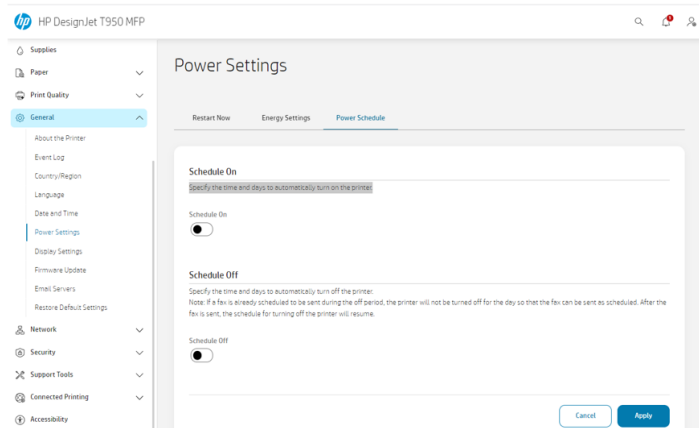 hp HP DesignJet T950 MFP
Supplies
Paper
Print Quality
General
About the Printer
Event Log
Country/Region
Language
Date and Time
Power Settings
Display Settings
Firmware Update
Email Servers
Restore Default Settings
Network
Security
Support Tools
Connected Printing
Accessibility
Power Settings
Restart Now Energy Settings Power Schedule
Schedule On
Specify the time and days to automatically turn on the printer.
Schedule On
Schedule Off
Specify the time and days to automatically turn off the printer.
Note: If a fax is already scheduled to be sent during the off period, the printer will not be turned off for the day so that the fax can be sent as scheduled. After the
fax is sent, the schedule for turning off the printer will resume.
Schedule Off
Cancel Apply